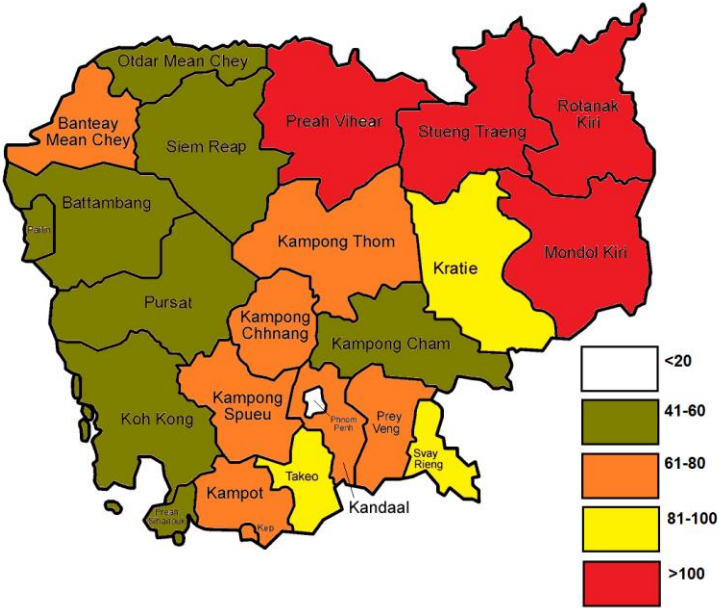 Otdar Mean Chey
Banteay
Mean Chey
Siem Reap
Preah Vihear
Stueng Traeng
Rotanak
Kiri
Battambang
Pailin
Kampong Thom
Kratie
Mondol Kiri
Pursat
Kampong
Chhnang
Kampong Cham
Koh Kong
Kampong
Spueu
Phnom
Penh
Prey
Veng
Svay
Rieng
Takeo
Kampot
Kep
Kandaal
Preah
Sihanouk
<20
41-60
61-80
81-100
>100